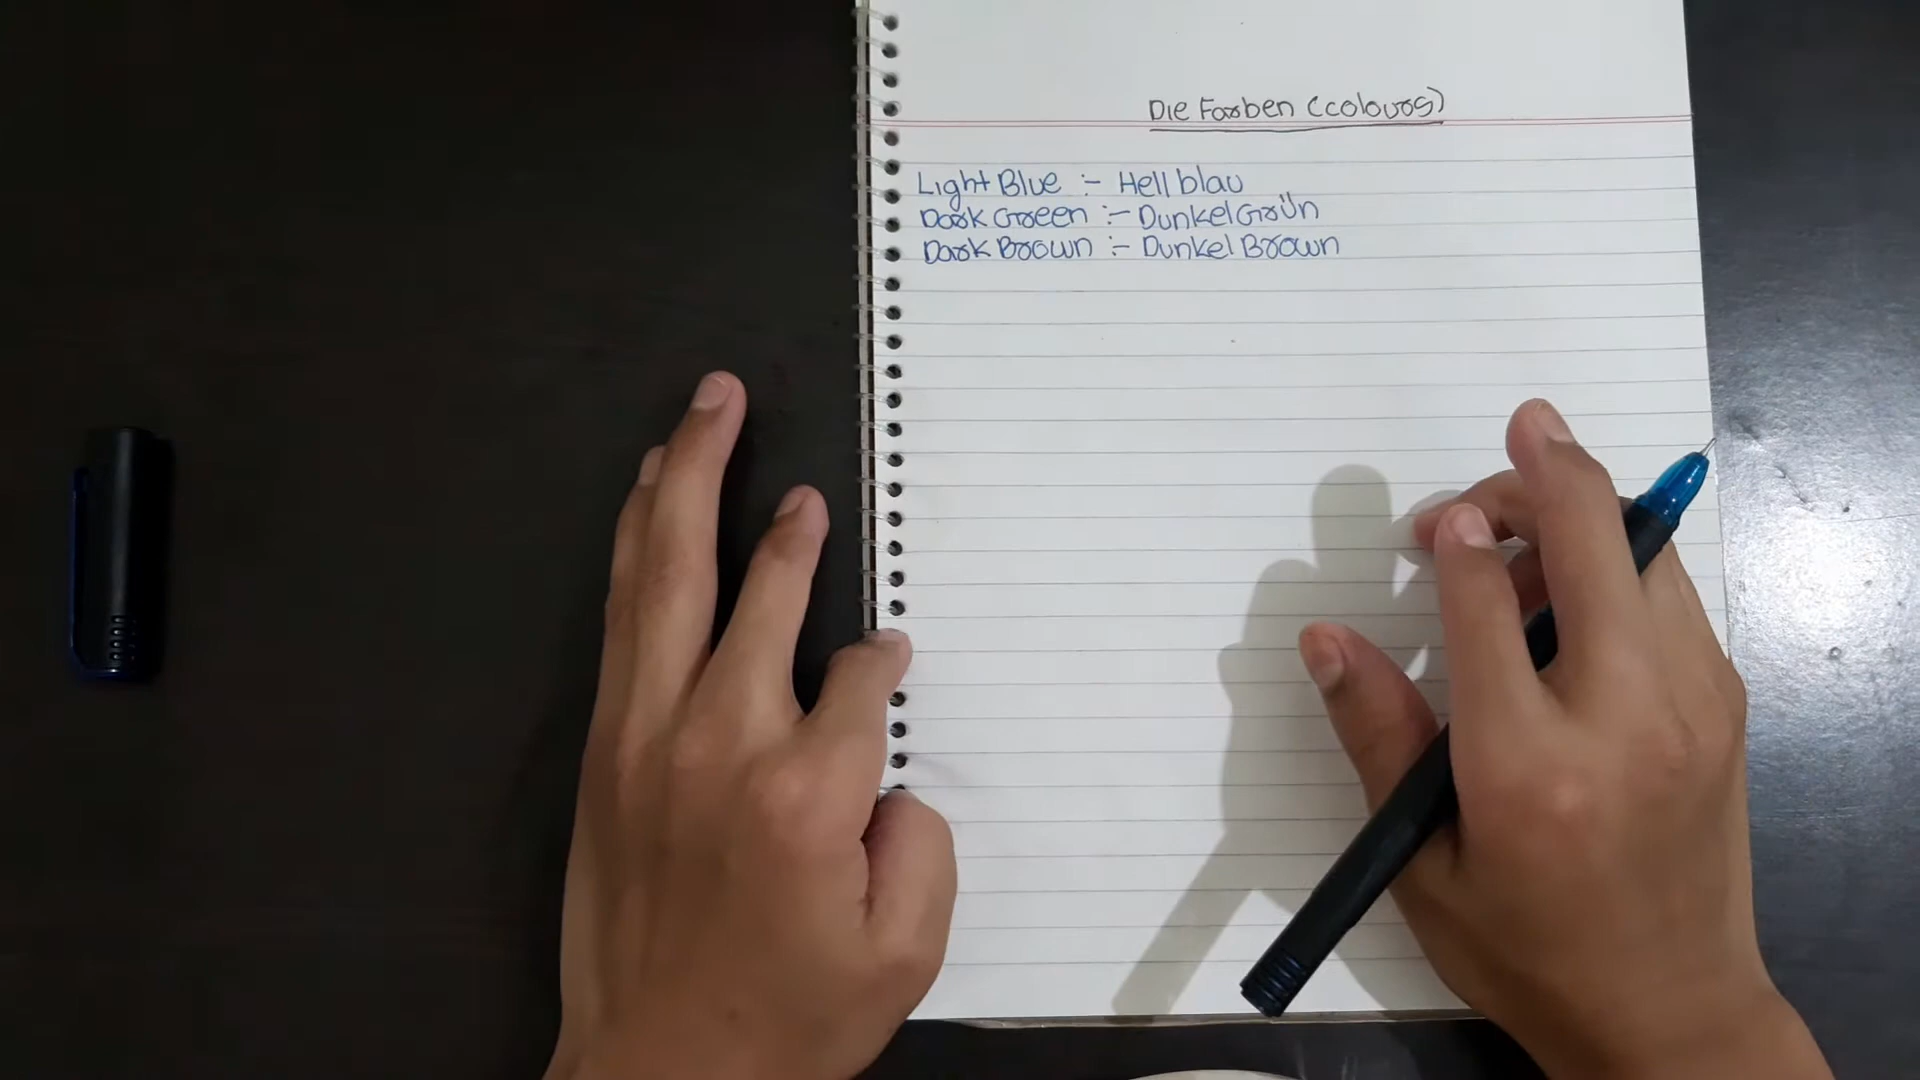 Die Farben (colours)
Light Blue :- Hell blau
Dark Green :- Dunkel Grün
Dark Brown :- Dunkel Brown